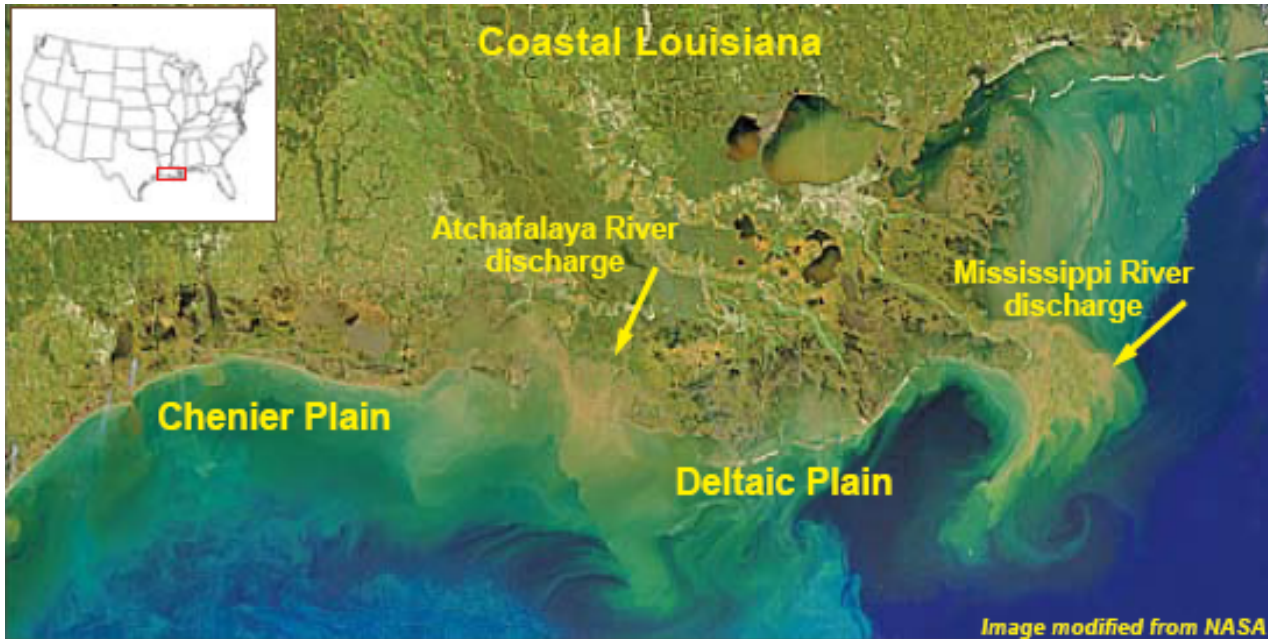 Coastal Louisiana
Atchafalaya River
discharge
Mississippi River
discharge
Chenier Plain
Deltaic Plain
Image modified from NASA